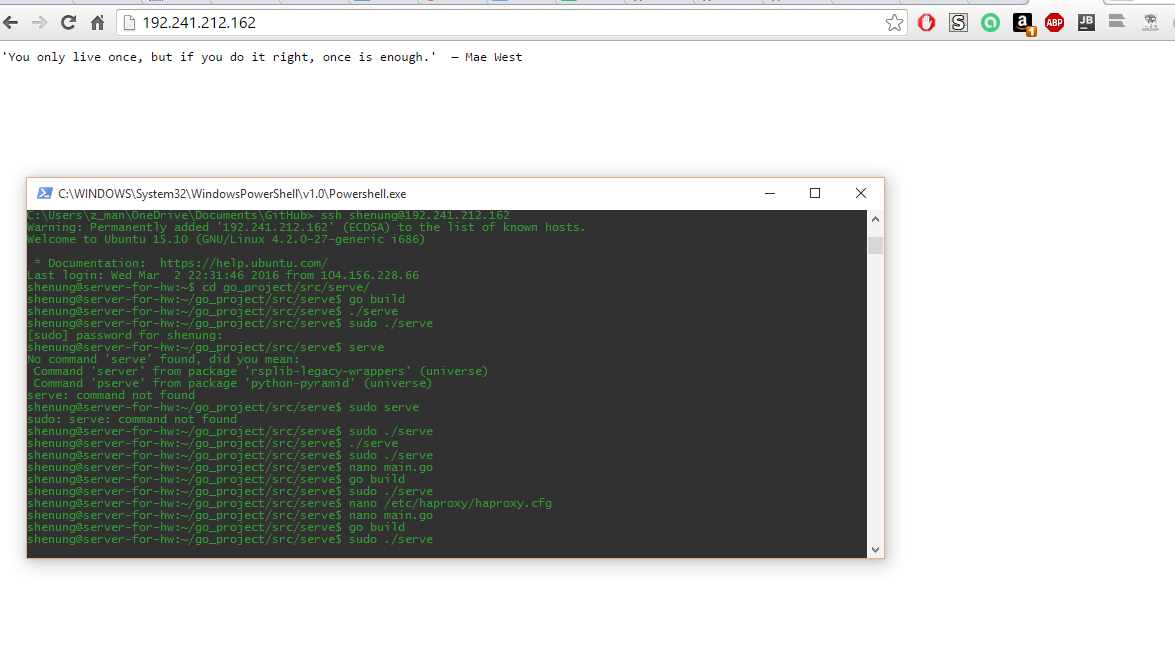 192.241.212.162
S
a
1
ABP
JB
'You only live once, but if you do it right, once is enough.'  — Mae West
C:\WINDOWS\System32\WindowsPowerShell\v1.0\Powershell.exe
C:\Users\z_man\OneDrive\Documents\GitHub> ssh shenung@192.241.212.162
Warning: Permanently added '192.241.212.162' (ECDSA) to the list of known hosts.
Welcome to Ubuntu 15.10 (GNU/Linux 4.2.0-27-generic i686)
 * Documentation:  https://help.ubuntu.com/
Last login: Wed Mar  2 22:31:46 2016 from 104.156.228.66
shenung@server-for-hw:~$ cd go_project/src/serve/
shenung@server-for-hw:~/go_project/src/serve$ go build
shenung@server-for-hw:~/go_project/src/serve$ ./serve
shenung@server-for-hw:~/go_project/src/serve$ sudo ./serve
[sudo] password for shenung:
shenung@server-for-hw:~/go_project/src/serve$ serve
No command 'serve' found, did you mean:
 Command 'server' from package 'rsplib-legacy-wrappers' (universe)
 Command 'pserve' from package 'python-pyramid' (universe)
serve: command not found
shenung@server-for-hw:~/go_project/src/serve$ sudo serve
sudo: serve: command not found
shenung@server-for-hw:~/go_project/src/serve$ sudo ./serve
shenung@server-for-hw:~/go_project/src/serve$ ./serve
shenung@server-for-hw:~/go_project/src/serve$ sudo ./serve
shenung@server-for-hw:~/go_project/src/serve$ nano main.go
shenung@server-for-hw:~/go_project/src/serve$ go build
shenung@server-for-hw:~/go_project/src/serve$ sudo ./serve
shenung@server-for-hw:~/go_project/src/serve$ nano /etc/haproxy/haproxy.cfg
shenung@server-for-hw:~/go_project/src/serve$ nano main.go
shenung@server-for-hw:~/go_project/src/serve$ go build
shenung@server-for-hw:~/go_project/src/serve$ sudo ./serve